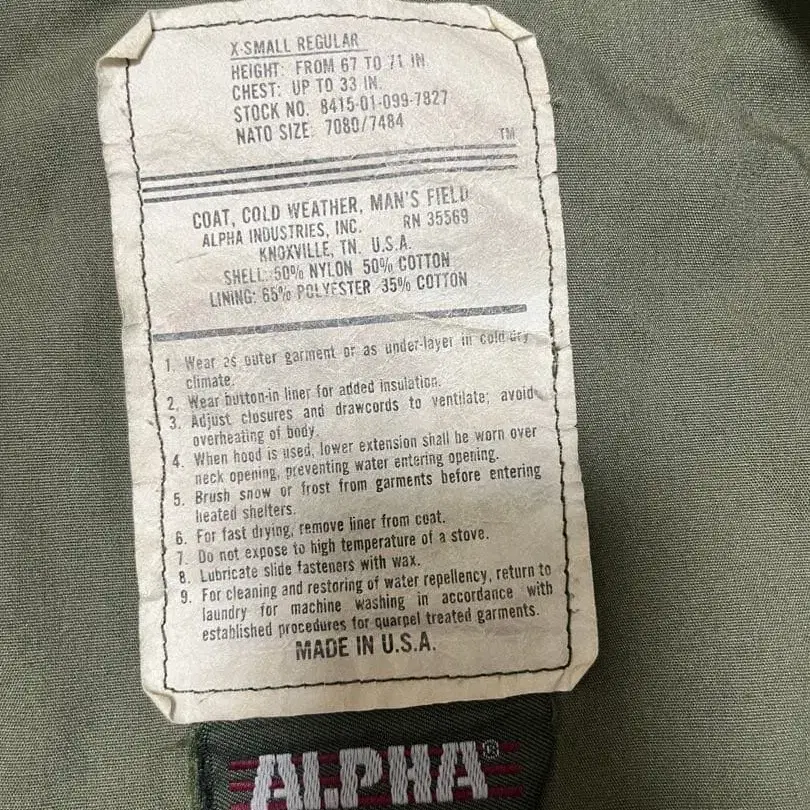 X-SMALL REGULAR
HEIGHT: FROM 67 TO 71 IN
CHEST: UP TO 33 IN.
STOCK NO. 8415-01-099-7827
NATO SIZE: 7080/7484
TM
COAT, COLD WEATHER, MAN'S FIELD
ALPHA INDUSTRIES, INC. RN 35569
KNOXVILLE, TN. U.S.A.
SHELL: 50% NYLON 50% COTTON
LINING: 65% POLYESTER 35% COTTON
1. Wear as outer garment or as under-layer in cold dry
climate.
2. Wear button-in liner for added insulation.
3. Adjust closures and drawcords to ventilate; avoid
overheating of body.
4. When hood is used, lower extension shall be worn over
neck opening, preventing water entering opening.
5. Brush snow or frost from garments before entering
heated shelters.
6. For fast drying, remove liner from coat.
7. Do not expose to high temperature of a stove.
8. Lubricate slide fasteners with wax.
9. For cleaning and restoring of water repellency, return to
laundry for machine washing in accordance with
established procedures for quarpel treated garments.
MADE IN U.S.A.
ALPHA®